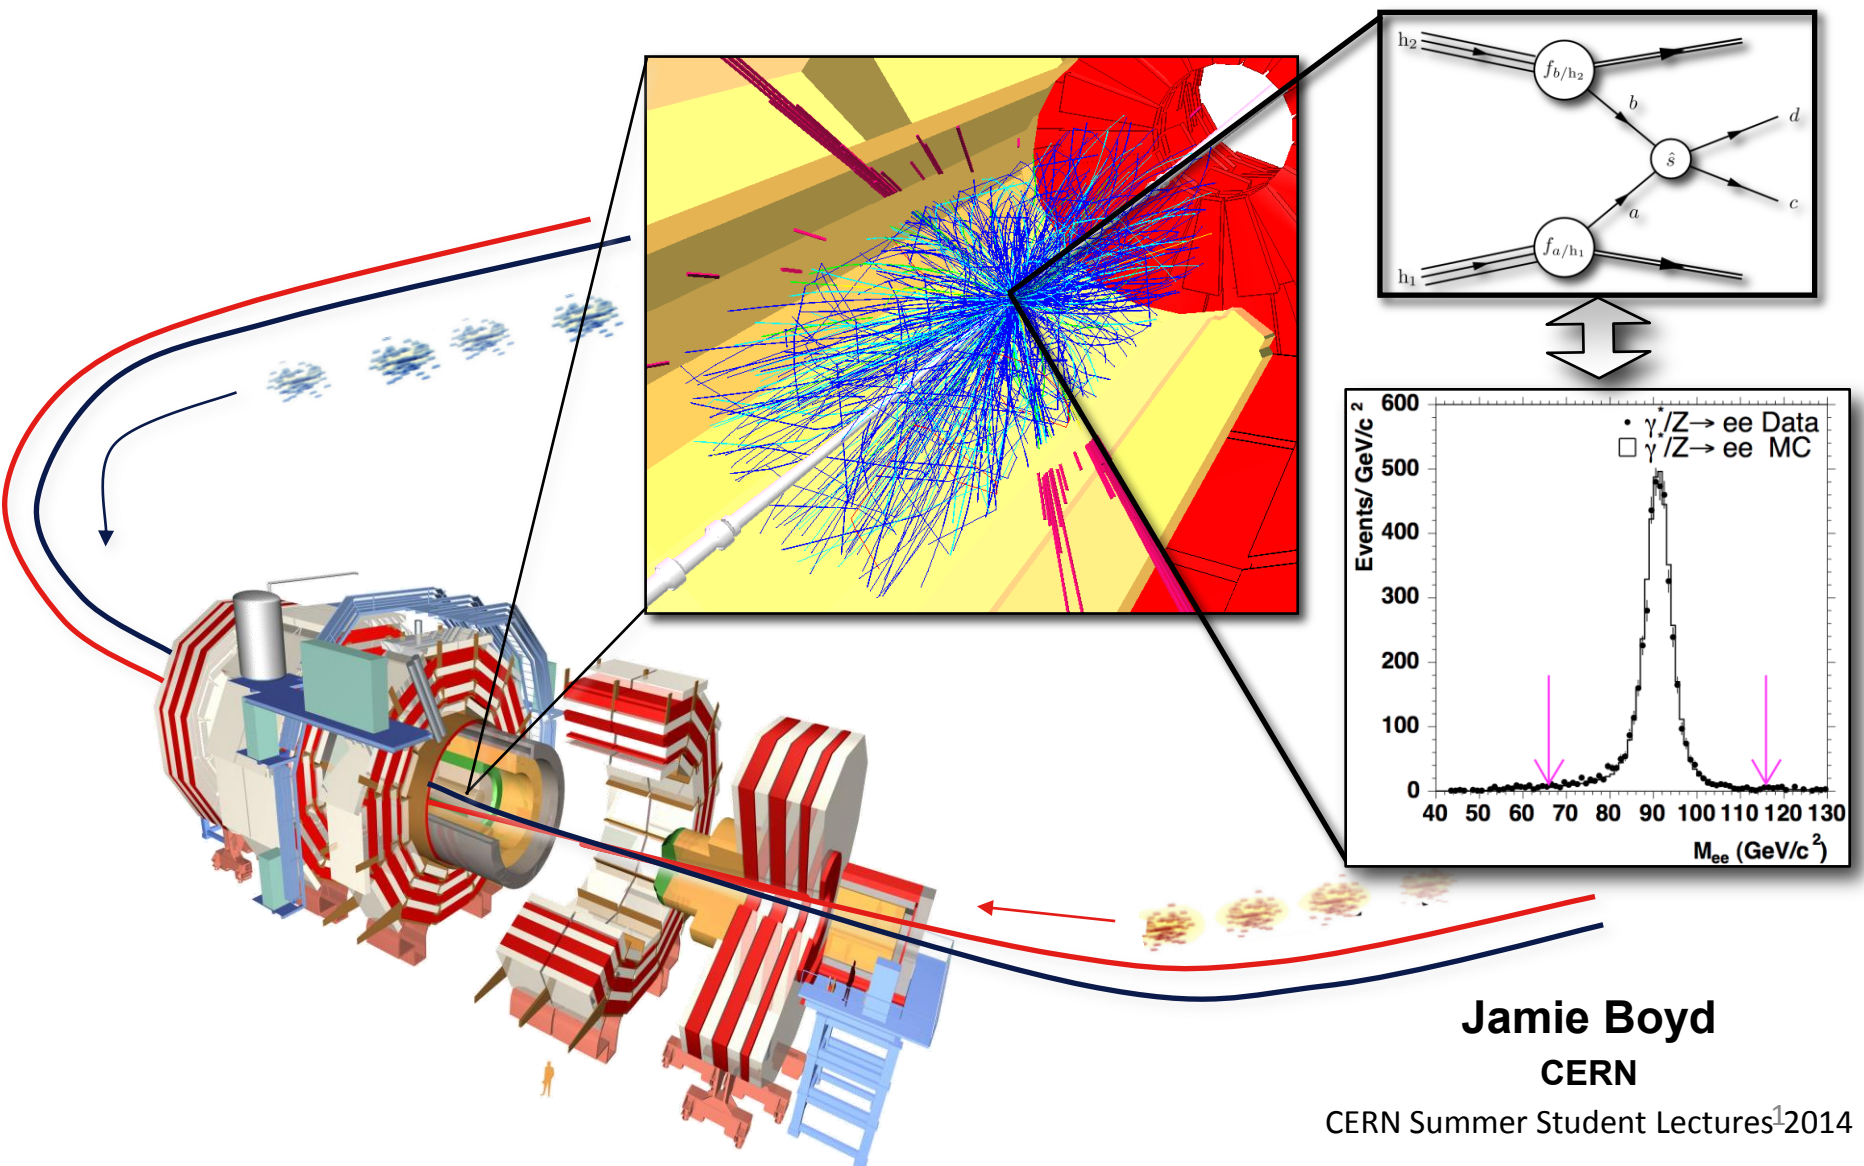 h₂
f_b/h₂
b
d
ŝ
a
c
f_a/h₁
h₁
Events/ GeV/c²
600
500
400
300
200
100
0
γ*/Z→ ee Data
γ*/Z→ ee MC
40 50 60 70 80 90 100 110 120 130
M_ee (GeV/c²)
Jamie Boyd
CERN
CERN Summer Student Lectures 2014
1